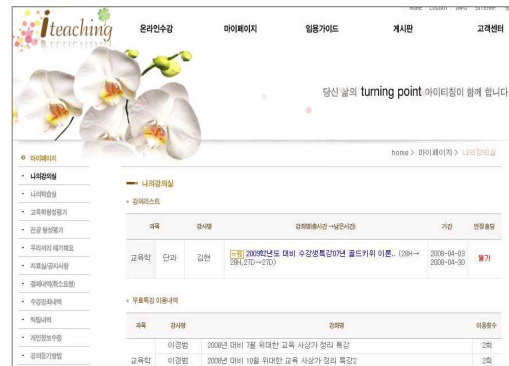 HOME LOGOUT INFO SITEMAP
iteaching
온라인수강 마이페이지 임용가이드 게시판 고객센터
당신 삶의 turning point 아이티칭이 함께 합니다
home > 마이페이지 > 나의강의실
마이페이지
나의강의실
나의학습실
교육학형성평가
전공 형성평가
우리끼리 얘기해요
자료실/공지사항
결제내역(취소요청)
수강강좌내역
적립내역
개인정보수정
강의듣기방법
나의강의실
강의리스트
과목 강사명 강좌명(총시간→남은시간) 기간 연장횟수
교육학 단과 김현 2009학년도 대비 수강생특강07년 골드키위 이론.. (28H→
28H,27D→27D) 2008-04-03
2008-04-30 불가
무료특강 이용내역
과목 강사명 강좌명 이용횟수
이경범 2008년 대비 7월 위대한 교육 사상가 정리 특강 2회
교육학 이경범 2008년 대비 10월 위대한 교육 사상가 정리 특강2 2회